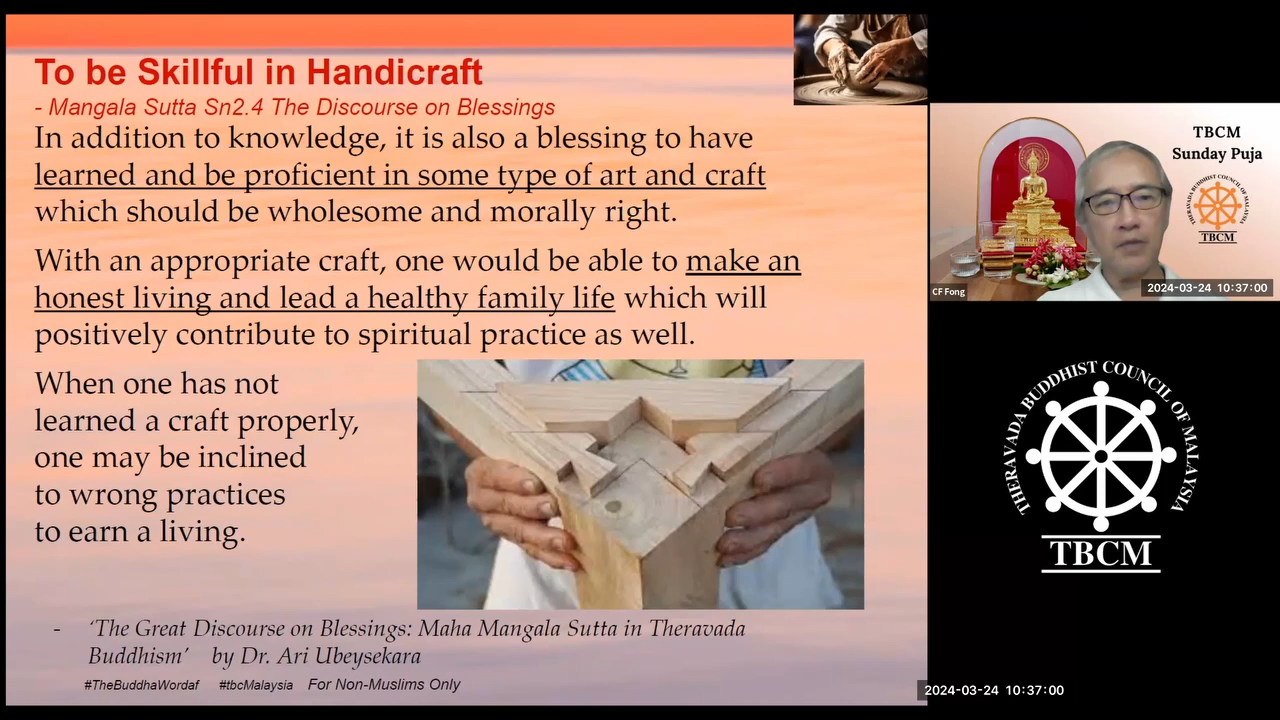 To be Skillful in Handicraft
- Mangala Sutta Sn2.4 The Discourse on Blessings
In addition to knowledge, it is also a blessing to have
learned and be proficient in some type of art and craft
which should be wholesome and morally right.
With an appropriate craft, one would be able to make an
honest living and lead a healthy family life which will
positively contribute to spiritual practice as well.
When one has not
learned a craft properly,
one may be inclined
to wrong practices
to earn a living.
- ‘The Great Discourse on Blessings: Maha Mangala Sutta in Theravada
Buddhism’ by Dr. Ari Ubeysekara
#TheBuddhaWordaf #tbcMalaysia For Non-Muslims Only
TBCM
Sunday Puja
THERAVADA BUDDHIST COUNCIL OF MALAYSIA
TBCM
CF Fong
2024-03-24 10:37:00
THERAVADA BUDDHIST COUNCIL OF MALAYSIA
TBCM
2024-03-24 10:37:00